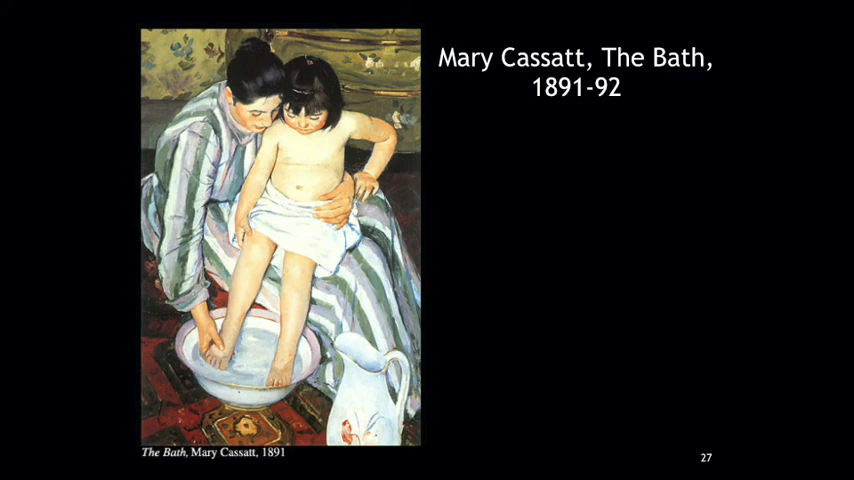 Mary Cassatt, The Bath,
1891-92
The Bath, Mary Cassatt, 1891
27